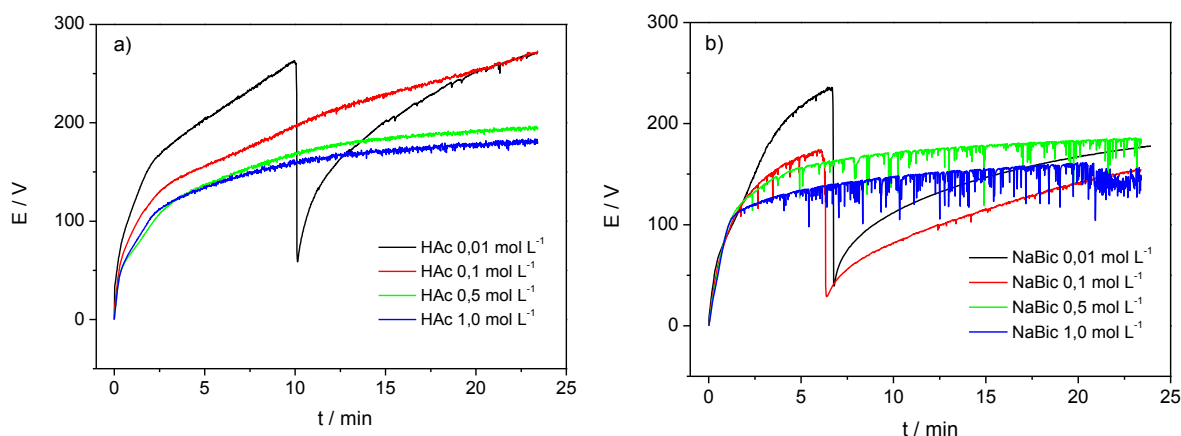 a)
300
200
100
0
E / V
HAc 0,01 mol L⁻¹
HAc 0,1 mol L⁻¹
HAc 0,5 mol L⁻¹
HAc 1,0 mol L⁻¹
0 5 10 15 20 25
t / min
b)
300
200
100
0
E / V
NaBic 0,01 mol L⁻¹
NaBic 0,1 mol L⁻¹
NaBic 0,5 mol L⁻¹
NaBic 1,0 mol L⁻¹
0 5 10 15 20 25
t / min